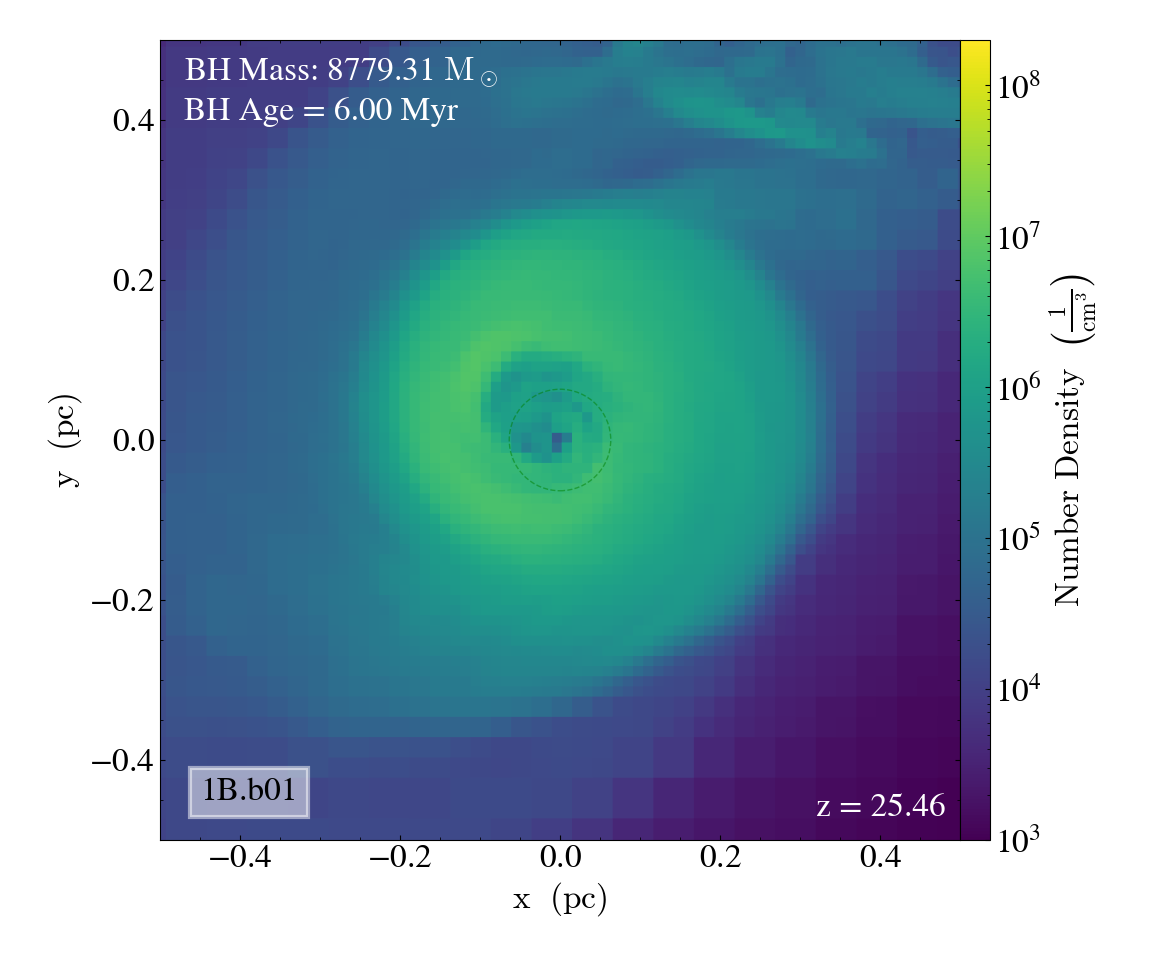 BH Mass: 8779.31 M⊙
BH Age = 6.00 Myr
1B.b01
z = 25.46
0.4
0.2
0.0
−0.2
−0.4
y (pc)
−0.4 −0.2 0.0 0.2 0.4
x (pc)
10⁸
10⁷
10⁶
10⁵
10⁴
10³
Number Density (1/cm³)